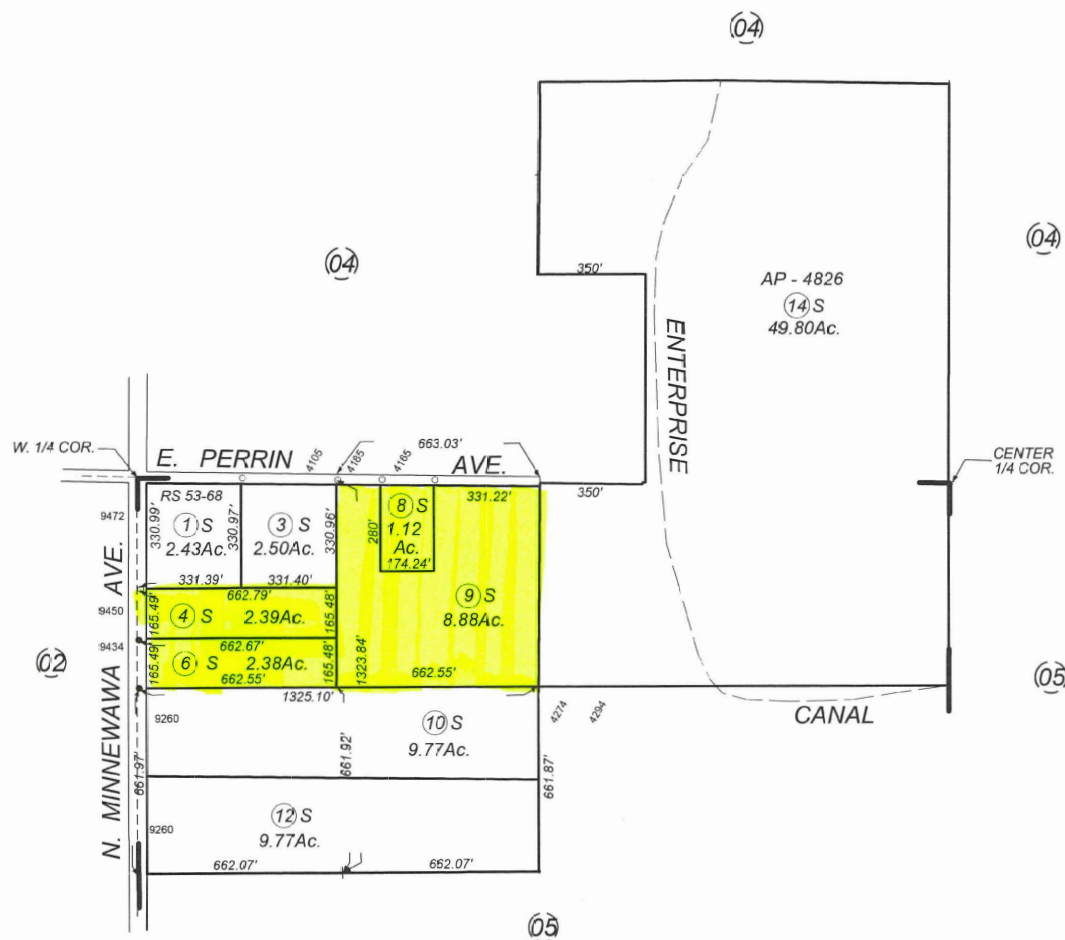 (04)
(04)
(04)
350'
AP - 4826
14 S
49.80Ac.
ENTERPRISE
W. 1/4 COR.
E. PERRIN AVE.
4105
4185
4165
663.03'
CENTER
1/4 COR.
350'
331.22'
RS 53-68
9472
330.99'
1 S
2.43Ac.
330.97'
3 S
2.50Ac.
330.96'
280'
8 S
1.12
Ac.
174.24'
331.39'
331.40'
662.79'
9450
165.49'
4 S 2.39Ac.
165.48'
9 S
8.88Ac.
9434
662.67'
165.49'
6 S 2.38Ac.
165.48'
1323.84'
662.55'
662.55'
(02)
(05)
1325.10'
N. MINNEWAWA AVE.
9260
10 S
9.77Ac.
4274
4294
CANAL
661.97'
661.92'
661.87'
12 S
9.77Ac.
9260
662.07'
662.07'
(05)